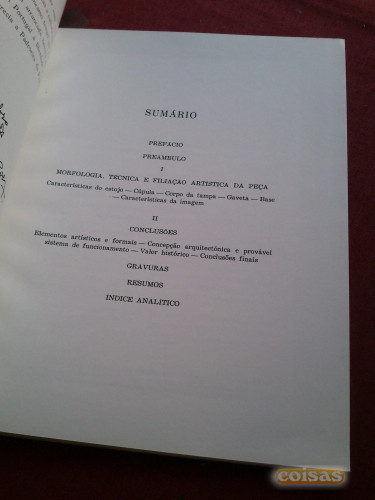 Portugal
SUMÁRIO
PREFACIO
PREAMBULO
I
MORFOLOGIA, TECNICA E FILIAÇÃO ARTISTICA DA PEÇA
Características do estojo — Cúpula — Corpo da tampa — Gaveta — Base
— Características da imagem
II
CONCLUSÕES
Elementos artísticos e formais — Concepção arquitectónica e provável
sistema de funcionamento — Valor histórico — Conclusões finais
GRAVURAS
RESUMOS
INDICE ANALÍTICO
coisas